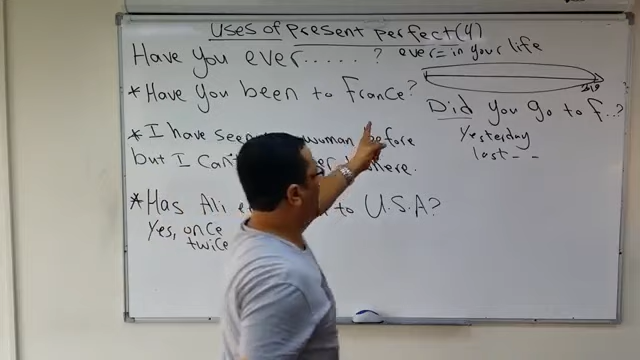 Uses of present perfect (4)
Have you ever.....? ever = in your life
* Have you been to France?
Did you go to f..?
Yesterday
last - -
* I have seen woman before
but I can't here.
* Has Ali to U.S.A?
Yes, once
twice